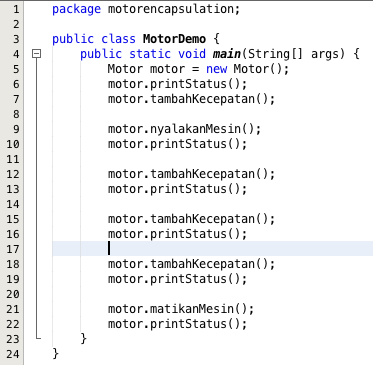 1 package motorencapsulation;
2
3 public class MotorDemo {
4 public static void main(String[] args) {
5 Motor motor = new Motor();
6 motor.printStatus();
7 motor.tambahKecepatan();
8
9 motor.nyalakanMesin();
10 motor.printStatus();
11
12 motor.tambahKecepatan();
13 motor.printStatus();
14
15 motor.tambahKecepatan();
16 motor.printStatus();
17
18 motor.tambahKecepatan();
19 motor.printStatus();
20
21 motor.matikanMesin();
22 motor.printStatus();
23 }
24 }